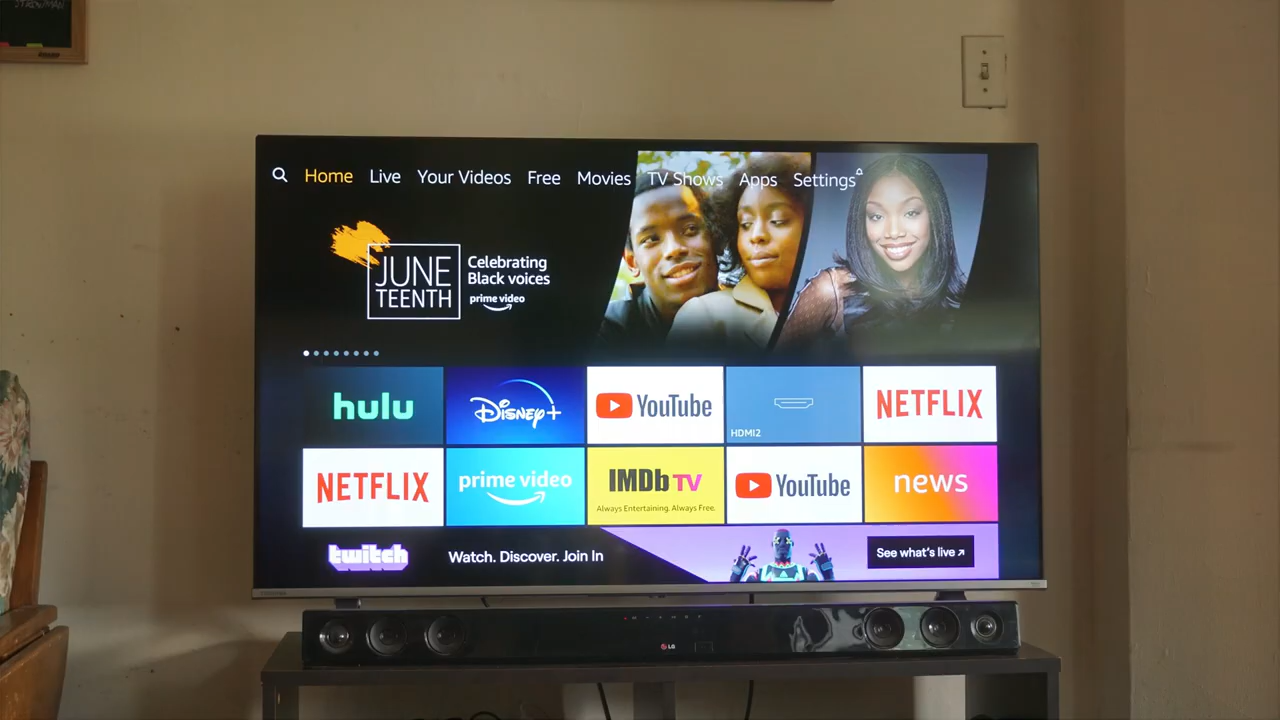 Home Live Your Videos Free Movies TV Shows Apps Settings
JUNE
TEENTH
Celebrating
Black voices
prime video
hulu
Disney+
YouTube
HDMI2
NETFLIX
NETFLIX
prime video
IMDb TV
Always Entertaining. Always Free.
YouTube
news
twitch
Watch. Discover. Join In
See what's live
LG